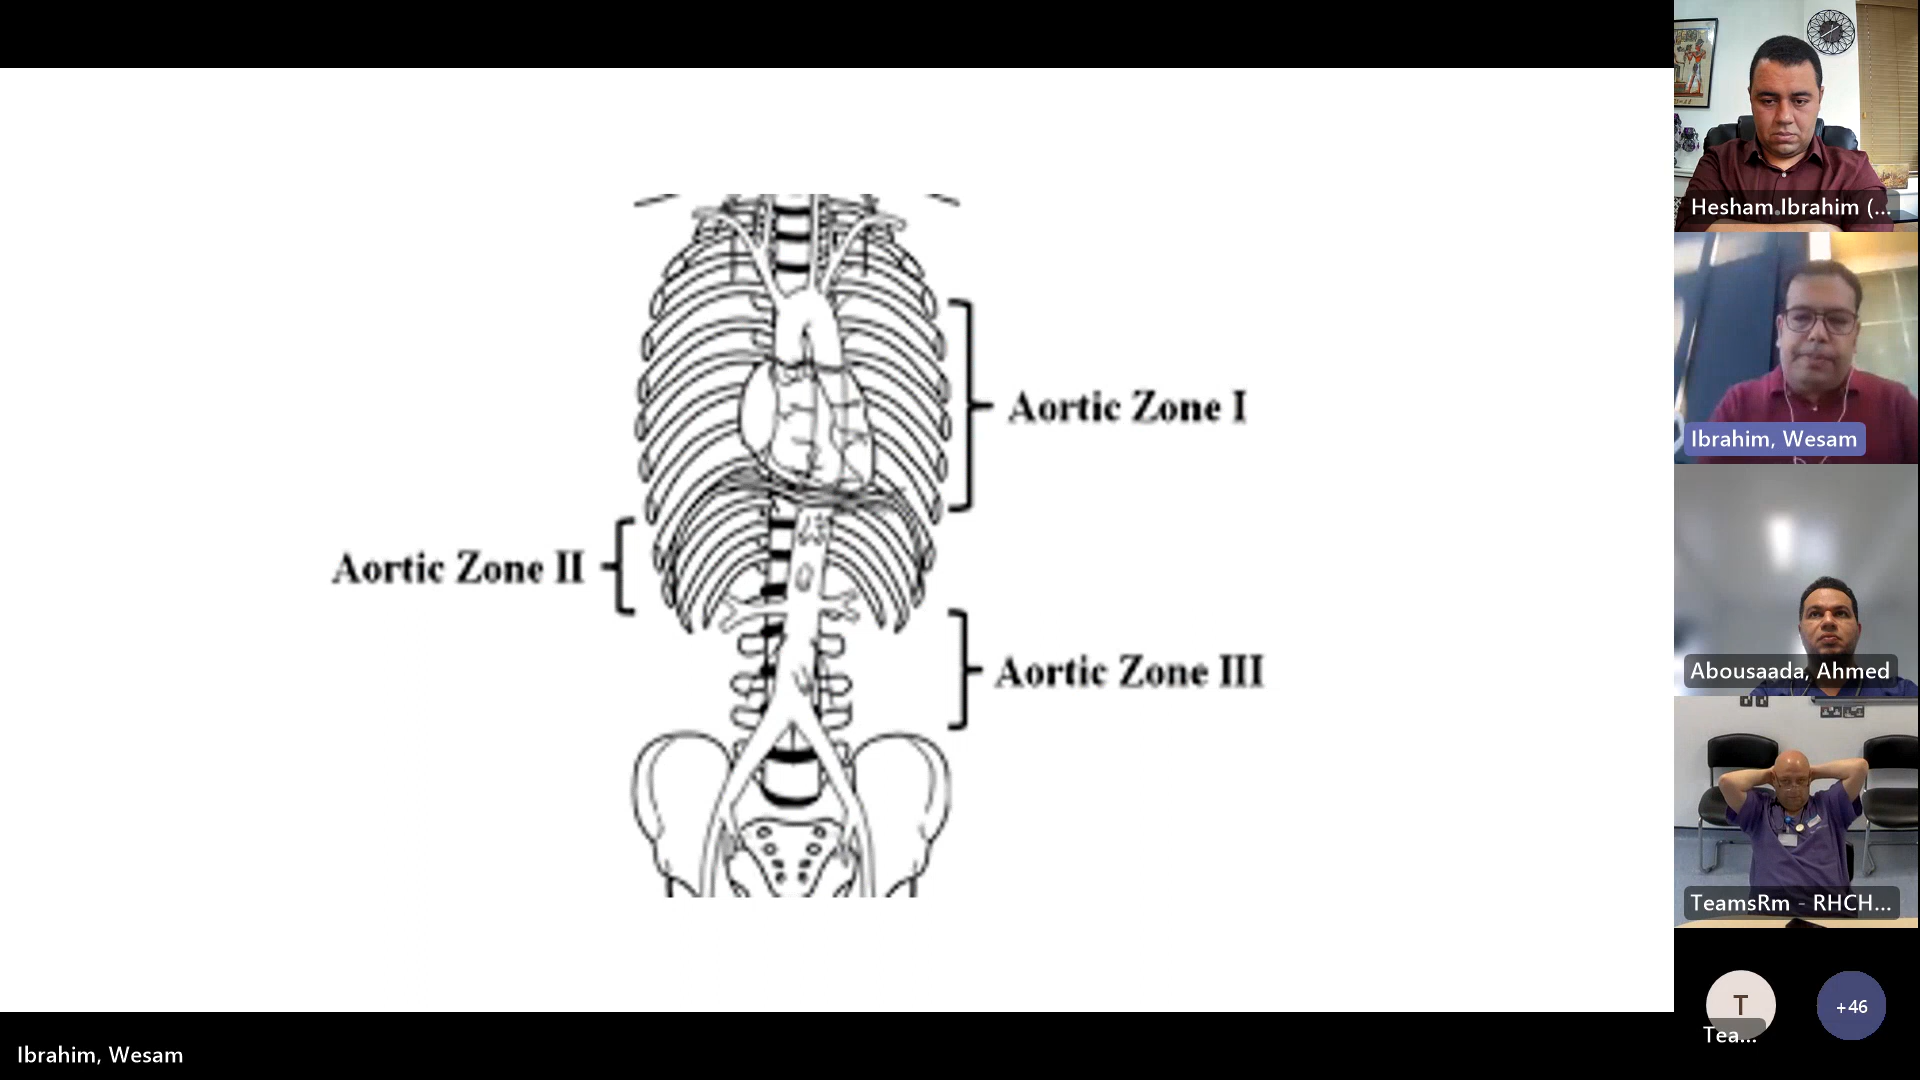 Aortic Zone I
Aortic Zone II
Aortic Zone III
Hesham Ibrahim (...
Ibrahim, Wesam
Abousaada, Ahmed
TeamsRm - RHCH...
T
Tea...
+46
Ibrahim, Wesam